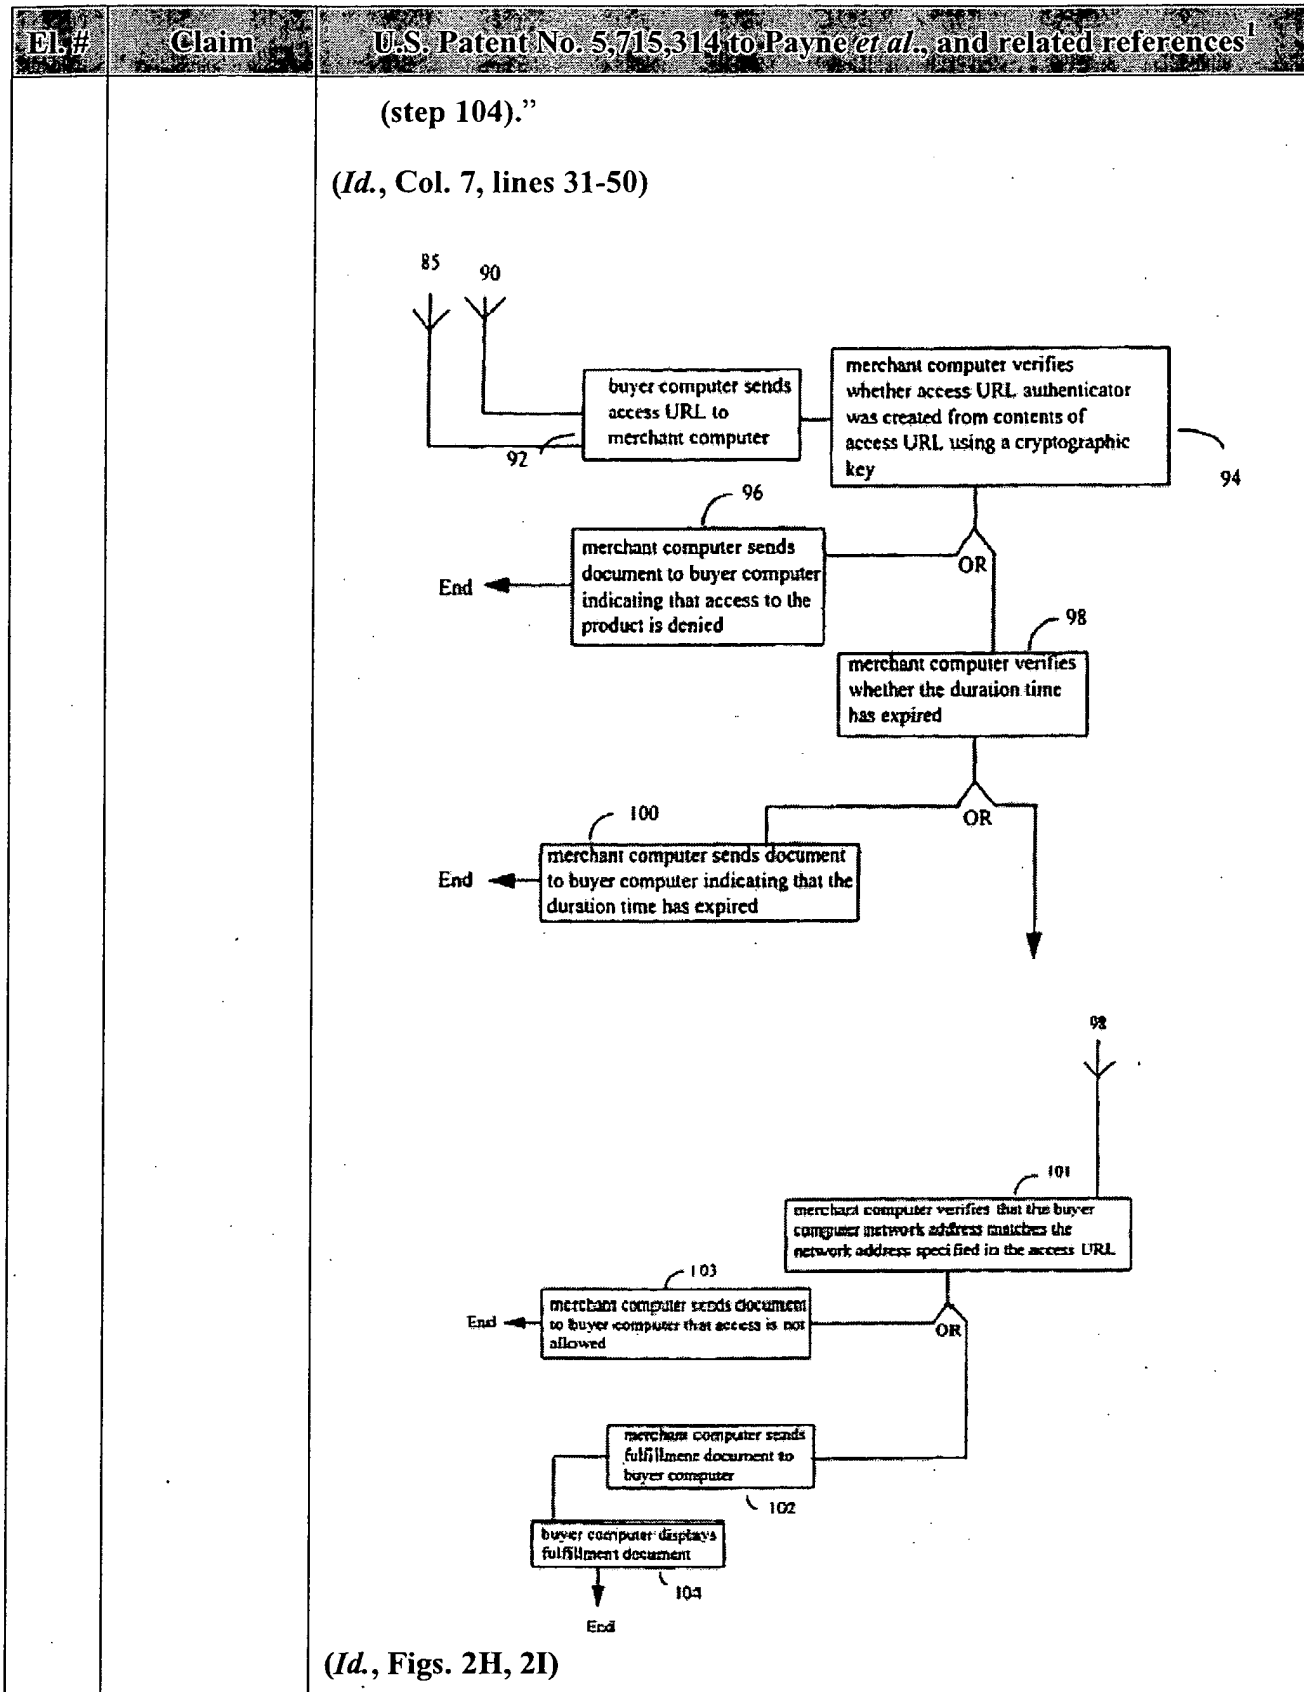 El. # Claim U.S. Patent No. 5,715,314 to Payne et al., and related references1
(step 104).”
(Id., Col. 7, lines 31-50)
85
90
buyer computer sends
access URL to
merchant computer
92
merchant computer verifies
whether access URL authenticator
was created from contents of
access URL using a cryptographic
key
94
96
merchant computer sends
document to buyer computer
indicating that access to the
product is denied
End
OR
98
merchant computer verifies
whether the duration time
has expired
OR
100
merchant computer sends document
to buyer computer indicating that the
duration time has expired
End
98
101
merchant computer verifies that the buyer
computer network address matches the
network address specified in the access URL
103
merchant computer sends document
to buyer computer that access is not
allowed
End
OR
merchant computer sends
fulfillment document to
buyer computer
102
buyer computer displays
fulfillment document
104
End
(Id., Figs. 2H, 2I)